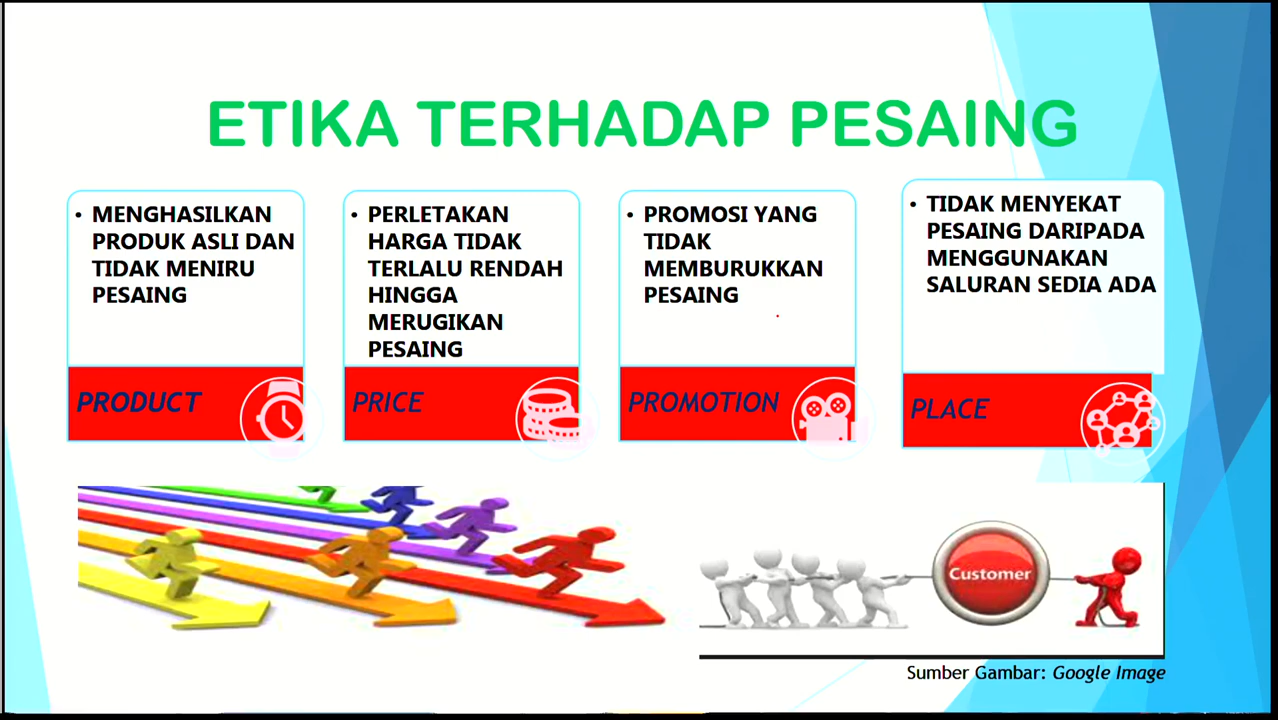 ETIKA TERHADAP PESAING
• MENGHASILKAN
PRODUK ASLI DAN
TIDAK MENIRU
PESAING
PRODUCT
• PERLETAKAN
HARGA TIDAK
TERLALU RENDAH
HINGGA
MERUGIKAN
PESAING
PRICE
• PROMOSI YANG
TIDAK
MEMBURUKKAN
PESAING
PROMOTION
• TIDAK MENYEKAT
PESAING DARIPADA
MENGGUNAKAN
SALURAN SEDIA ADA
PLACE
Customer
Sumber Gambar: Google Image